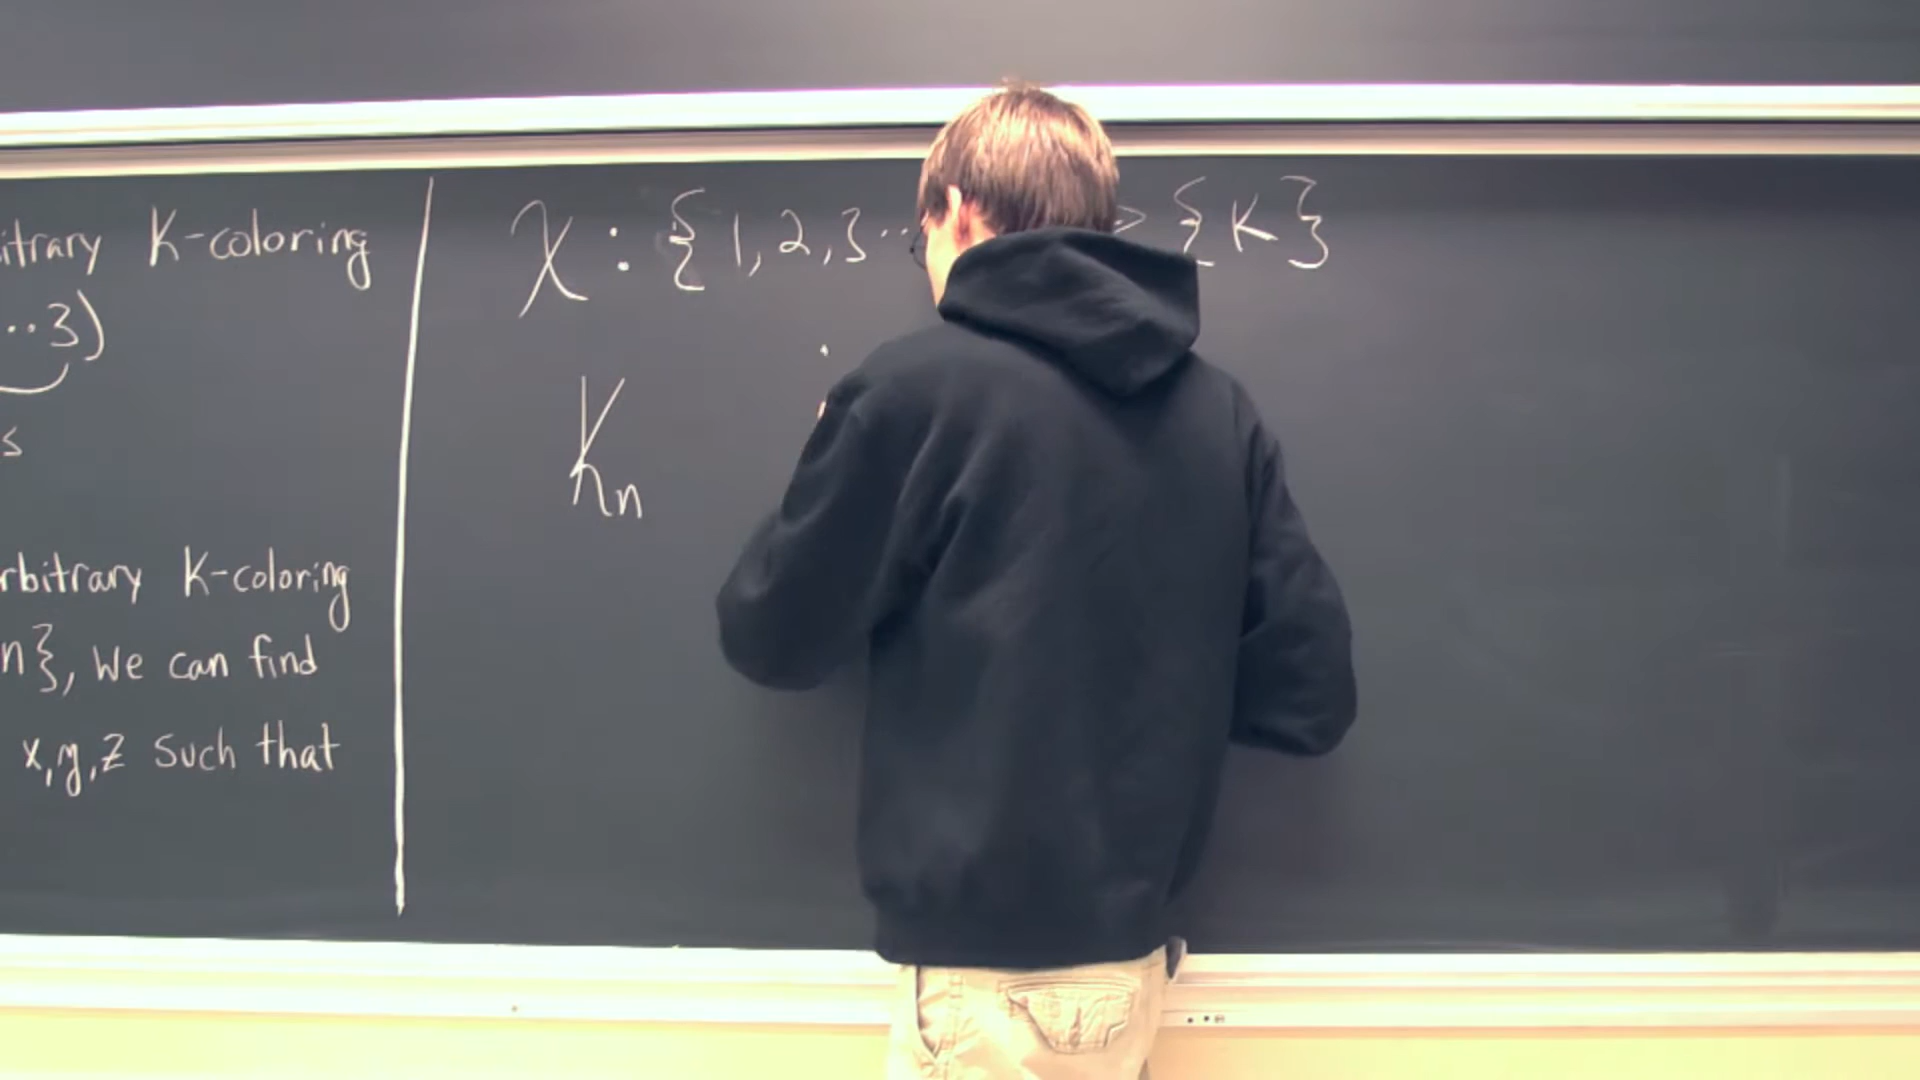 itrary K-coloring
...3)
s
rbitrary K-coloring
n}, We can find
x,y,z Such that
χ : {1,2,3...> {K}
Kn